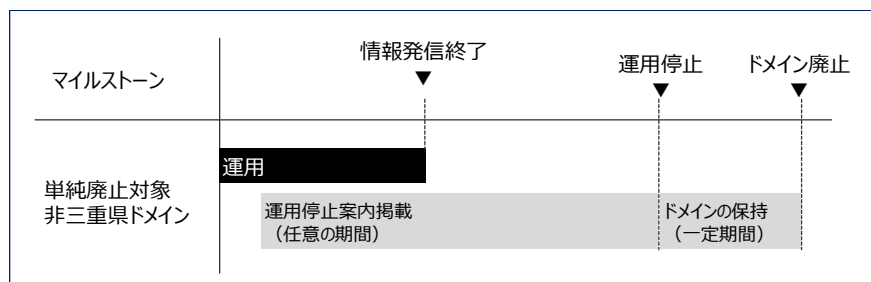 情報発信終了
▼
運用停止
▼
ドメイン廃止
▼
マイルストーン
運用
単純廃止対象
非三重県ドメイン
運用停止案内掲載
（任意の期間）
ドメインの保持
（一定期間）